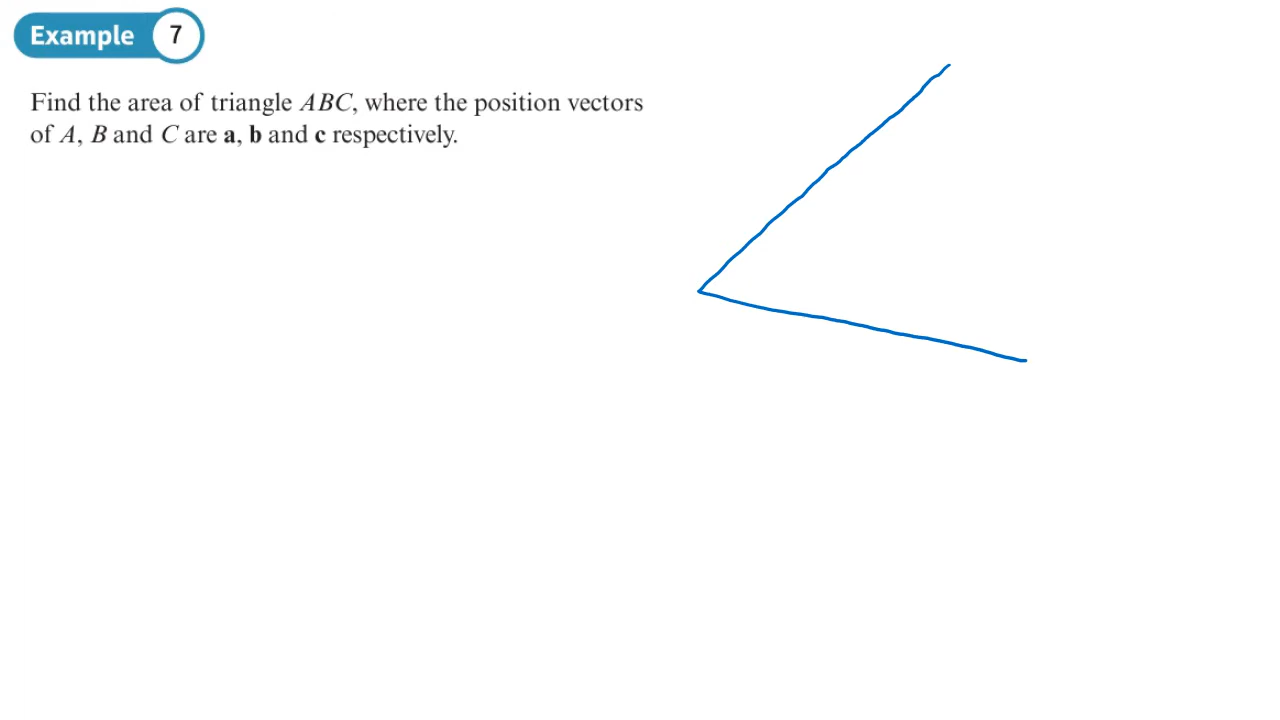 Example 7
Find the area of triangle ABC, where the position vectors
of A, B and C are a, b and c respectively.